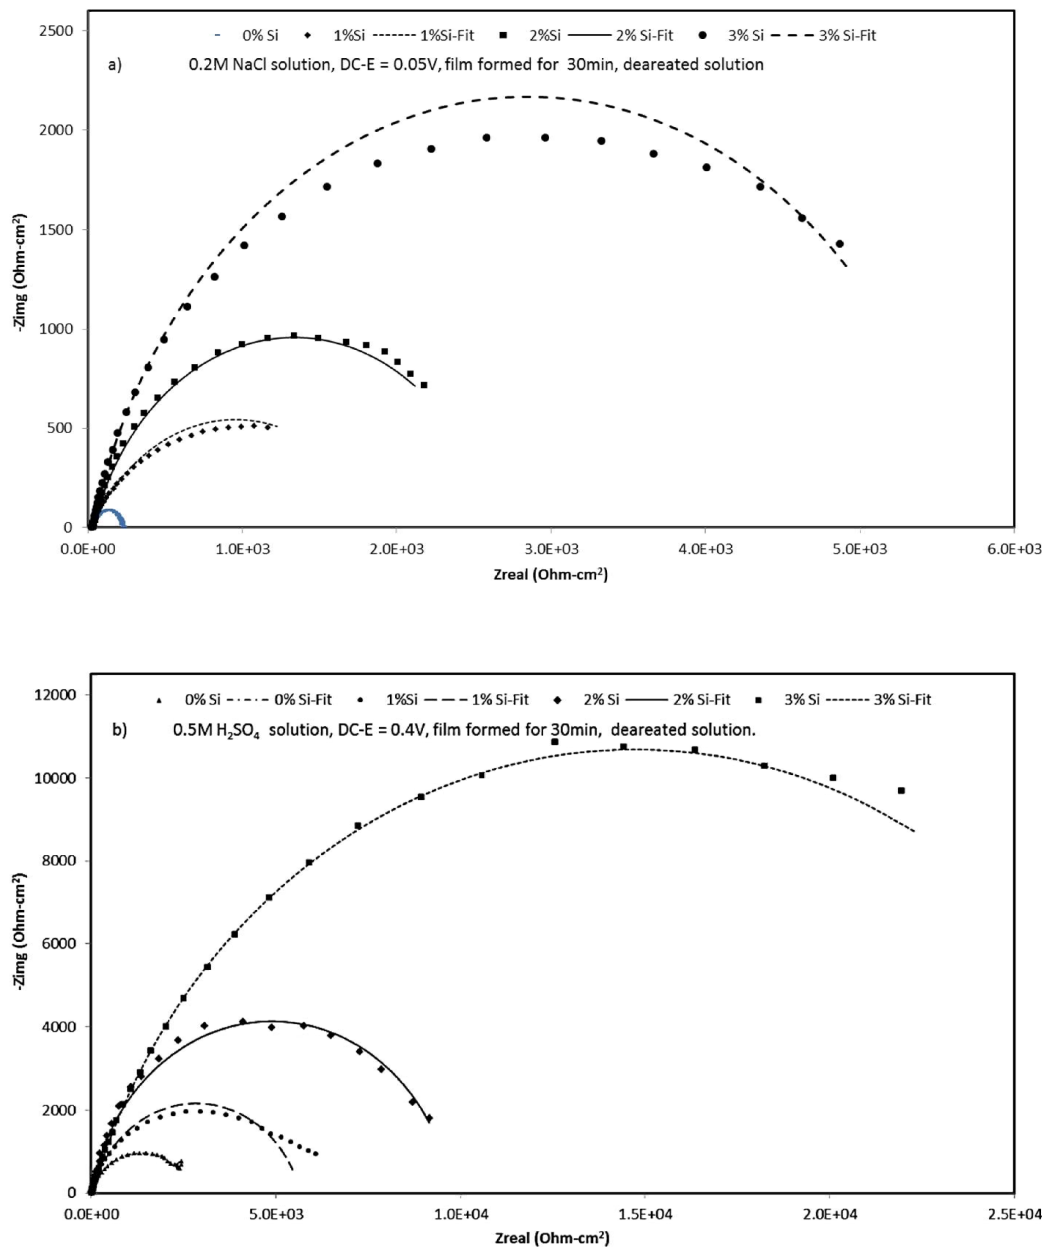 0% Si 1%Si 1%Si-Fit 2%Si 2% Si-Fit 3% Si 3% Si-Fit
a) 0.2M NaCl solution, DC-E = 0.05V, film formed for 30min, deareated solution
-Zimg (Ohm-cm²)
2500
2000
1500
1000
500
0
0.0E+00 1.0E+03 2.0E+03 3.0E+03 4.0E+03 5.0E+03 6.0E+03
Zreal (Ohm-cm²)
0% Si 0% Si-Fit 1%Si 1% Si-Fit 2% Si 2% Si-Fit 3% Si 3% Si-Fit
b) 0.5M H₂SO₄ solution, DC-E = 0.4V, film formed for 30min, deareated solution.
-Zimg (Ohm-cm²)
12000
10000
8000
6000
4000
2000
0
0.0E+00 5.0E+03 1.0E+04 1.5E+04 2.0E+04 2.5E+04
Zreal (Ohm-cm²)